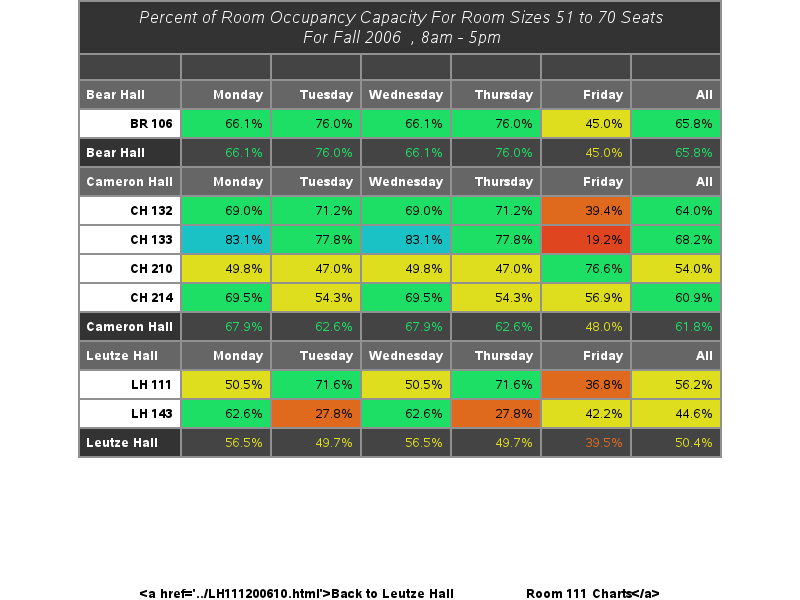 Percent of Room Occupancy Capacity For Room Sizes 51 to 70 Seats
For Fall 2006 , 8am - 5pm
Bear Hall Monday Tuesday Wednesday Thursday Friday All
BR 106 66.1% 76.0% 66.1% 76.0% 45.0% 65.8%
Bear Hall 66.1% 76.0% 66.1% 76.0% 45.0% 65.8%
Cameron Hall Monday Tuesday Wednesday Thursday Friday All
CH 132 69.0% 71.2% 69.0% 71.2% 39.4% 64.0%
CH 133 83.1% 77.8% 83.1% 77.8% 19.2% 68.2%
CH 210 49.8% 47.0% 49.8% 47.0% 76.6% 54.0%
CH 214 69.5% 54.3% 69.5% 54.3% 56.9% 60.9%
Cameron Hall 67.9% 62.6% 67.9% 62.6% 48.0% 61.8%
Leutze Hall Monday Tuesday Wednesday Thursday Friday All
LH 111 50.5% 71.6% 50.5% 71.6% 36.8% 56.2%
LH 143 62.6% 27.8% 62.6% 27.8% 42.2% 44.6%
Leutze Hall 56.5% 49.7% 56.5% 49.7% 39.5% 50.4%
<a href='../LH111200610.html'>Back to Leutze Hall Room 111 Charts</a>